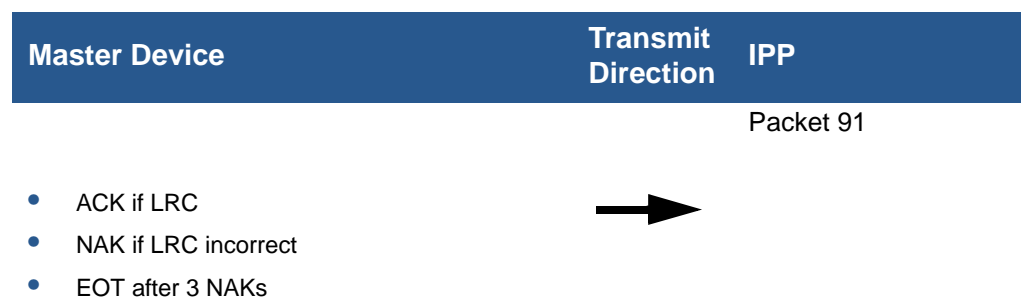 Master Device Transmit Direction IPP
Packet 91
• ACK if LRC
• NAK if LRC incorrect
• EOT after 3 NAKs